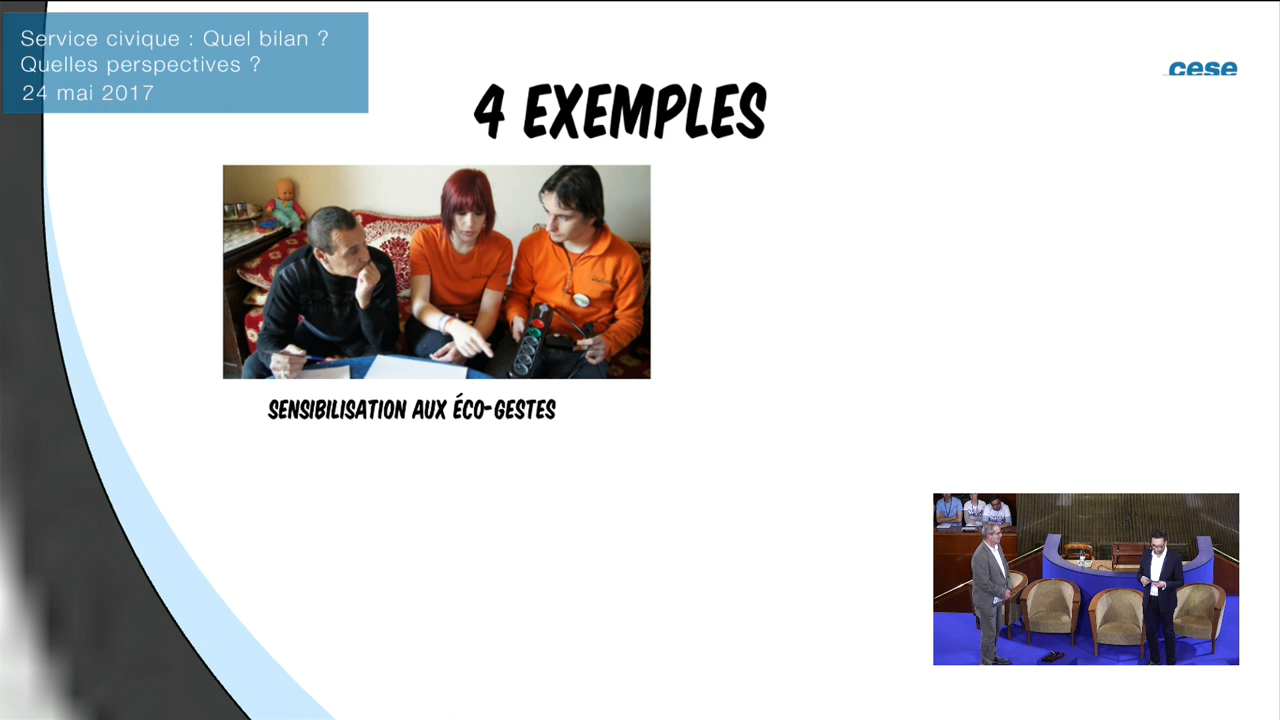 Service civique : Quel bilan ?
Quelles perspectives ?
24 mai 2017
cese
4 EXEMPLES
SENSIBILISATION AUX ÉCO-GESTES